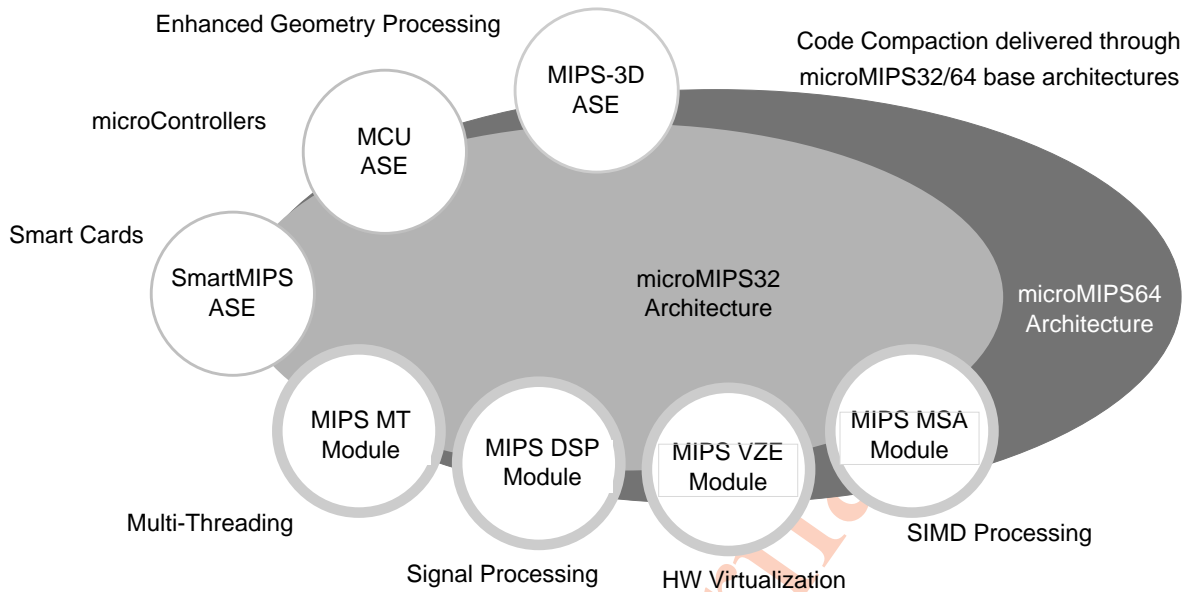 Enhanced Geometry Processing
Code Compaction delivered through
microMIPS32/64 base architectures
MIPS-3D
ASE
microControllers
MCU
ASE
Smart Cards
SmartMIPS
ASE
microMIPS32
Architecture
microMIPS64
Architecture
MIPS MT
Module
MIPS DSP
Module
MIPS VZE
Module
MIPS MSA
Module
Multi-Threading
Signal Processing
HW Virtualization
SIMD Processing